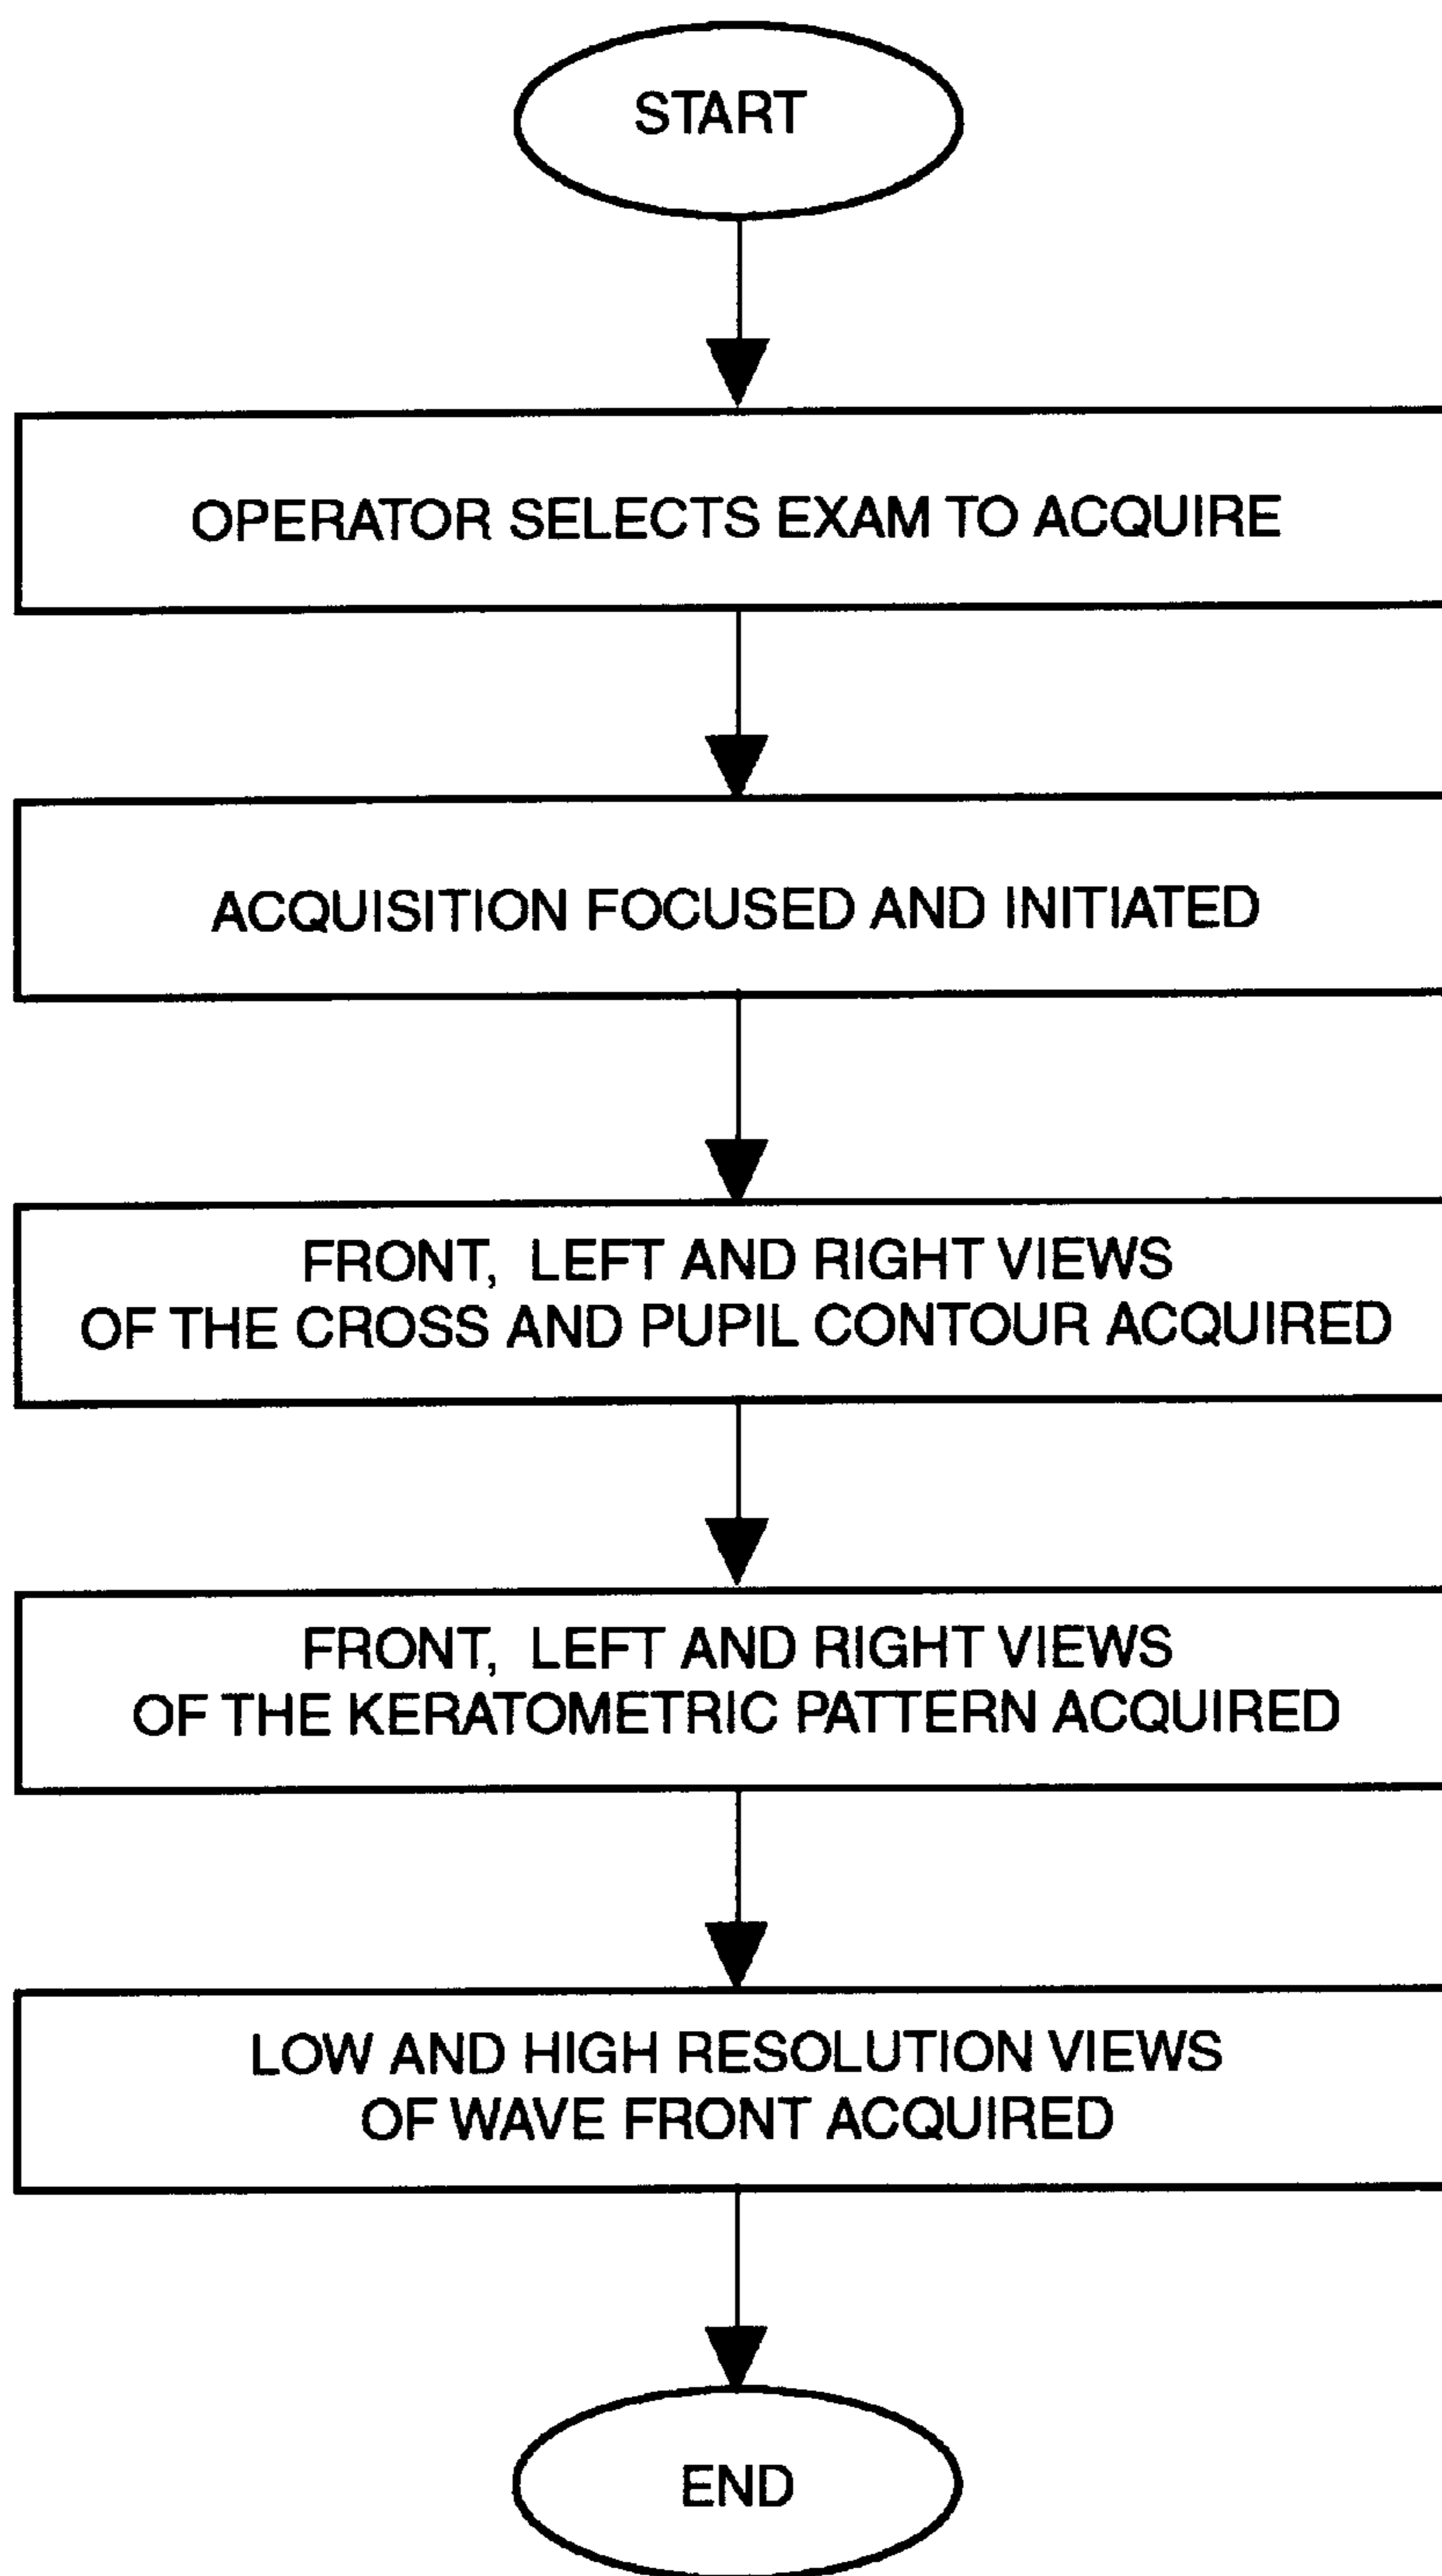 START
OPERATOR SELECTS EXAM TO ACQUIRE
ACQUISITION FOCUSED AND INITIATED
FRONT, LEFT AND RIGHT VIEWS
OF THE CROSS AND PUPIL CONTOUR ACQUIRED
FRONT, LEFT AND RIGHT VIEWS
OF THE KERATOMETRIC PATTERN ACQUIRED
LOW AND HIGH RESOLUTION VIEWS
OF WAVE FRONT ACQUIRED
END